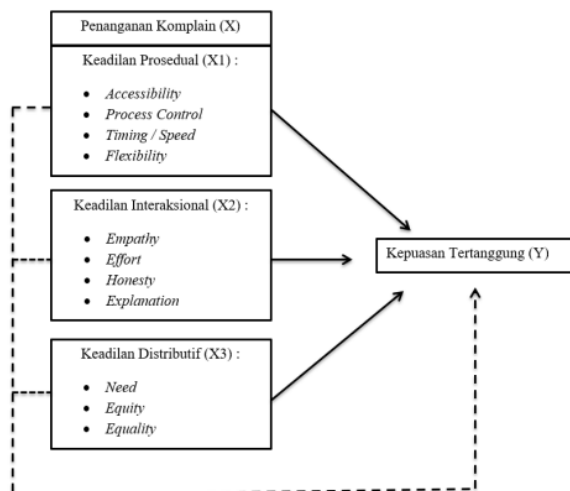 Penanganan Komplain (X)
Keadilan Prosedual (X1) :
• Accessibility
• Process Control
• Timing / Speed
• Flexibility
Keadilan Interaksional (X2) :
• Empathy
• Effort
• Honesty
• Explanation
Kepuasan Tertanggung (Y)
Keadilan Distributif (X3) :
• Need
• Equity
• Equality